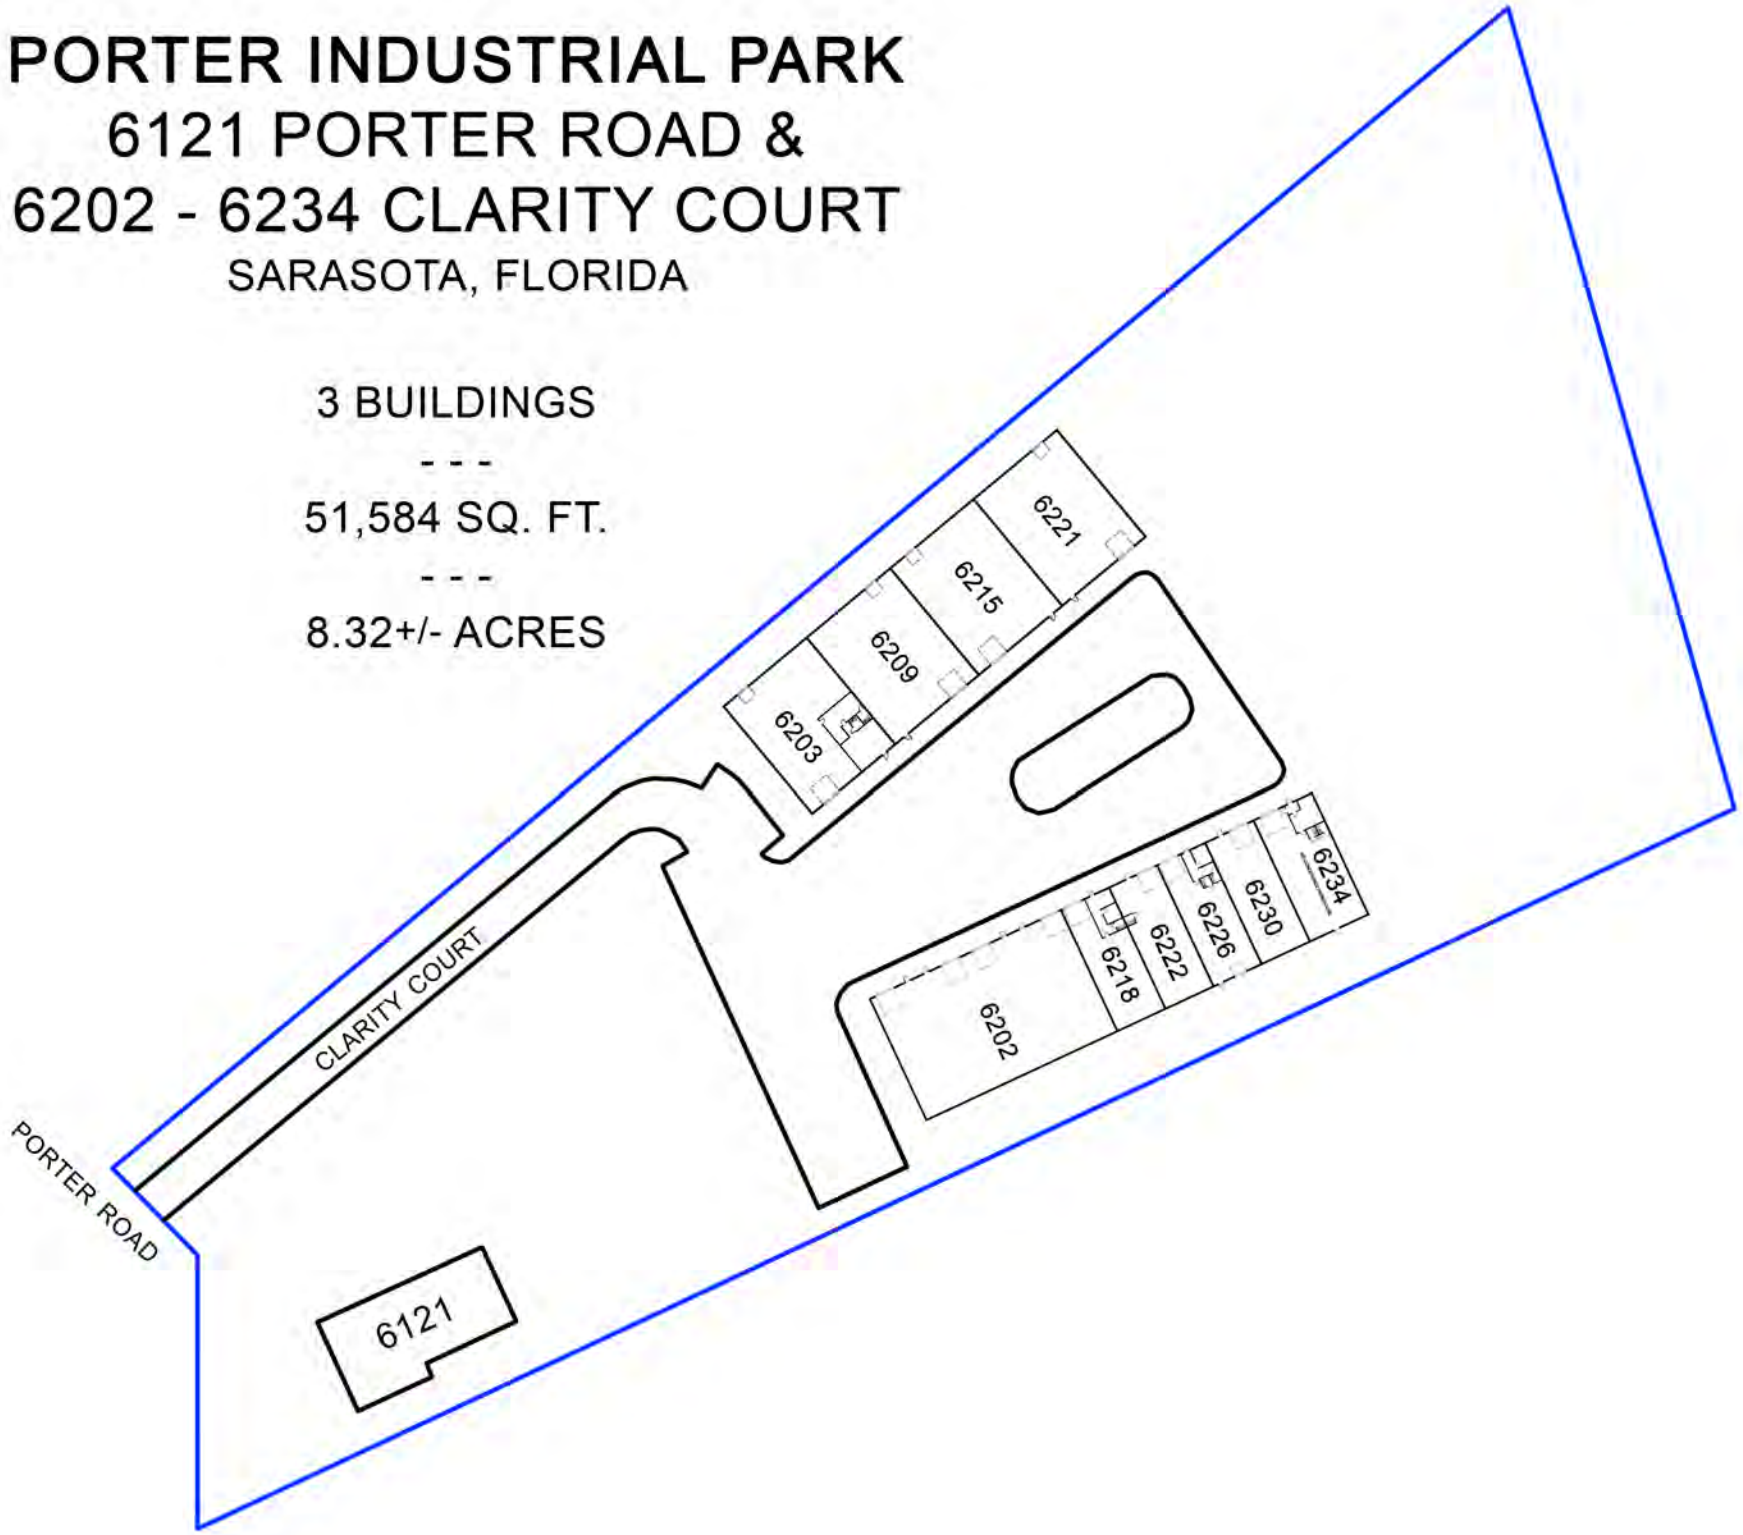 PORTER INDUSTRIAL PARK
6121 PORTER ROAD &
6202 - 6234 CLARITY COURT
SARASOTA, FLORIDA
3 BUILDINGS
- - -
51,584 SQ. FT.
- - -
8.32+/- ACRES
6221
6215
6209
6203
6234
6230
6226
6222
6218
6202
CLARITY COURT
PORTER ROAD
6121